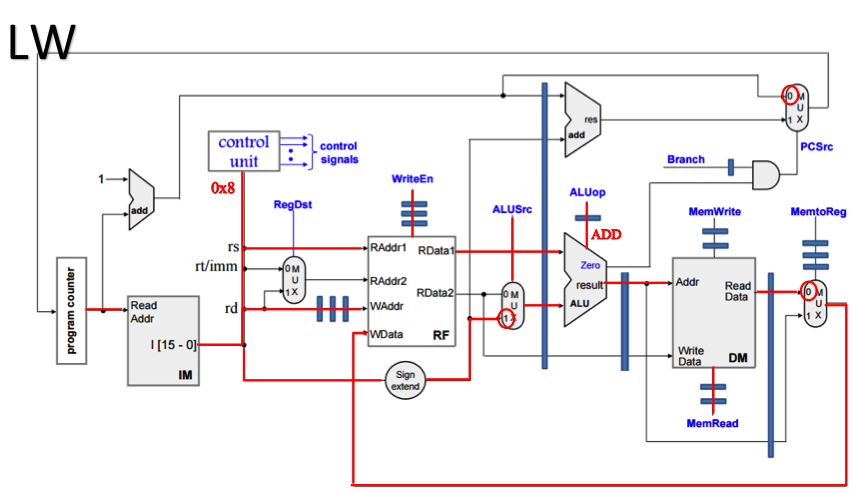 LW
control
unit
control
signals
0x8
1
add
RegDst
WriteEn
ALUSrc
ALUop
ADD
res
add
0 M
U
1 X
PCSrc
Branch
MemWrite
MemtoReg
rs
rt/imm
rd
0 M
U
1 X
RAddr1
RAddr2
WAddr
WData
RData1
RData2
RF
0 M
U
1 X
Zero
result
ALU
Addr
Read
Data
Write
Data
DM
0 M
U
1 X
program counter
Read
Addr
I [15 - 0]
IM
Sign
extend
MemRead